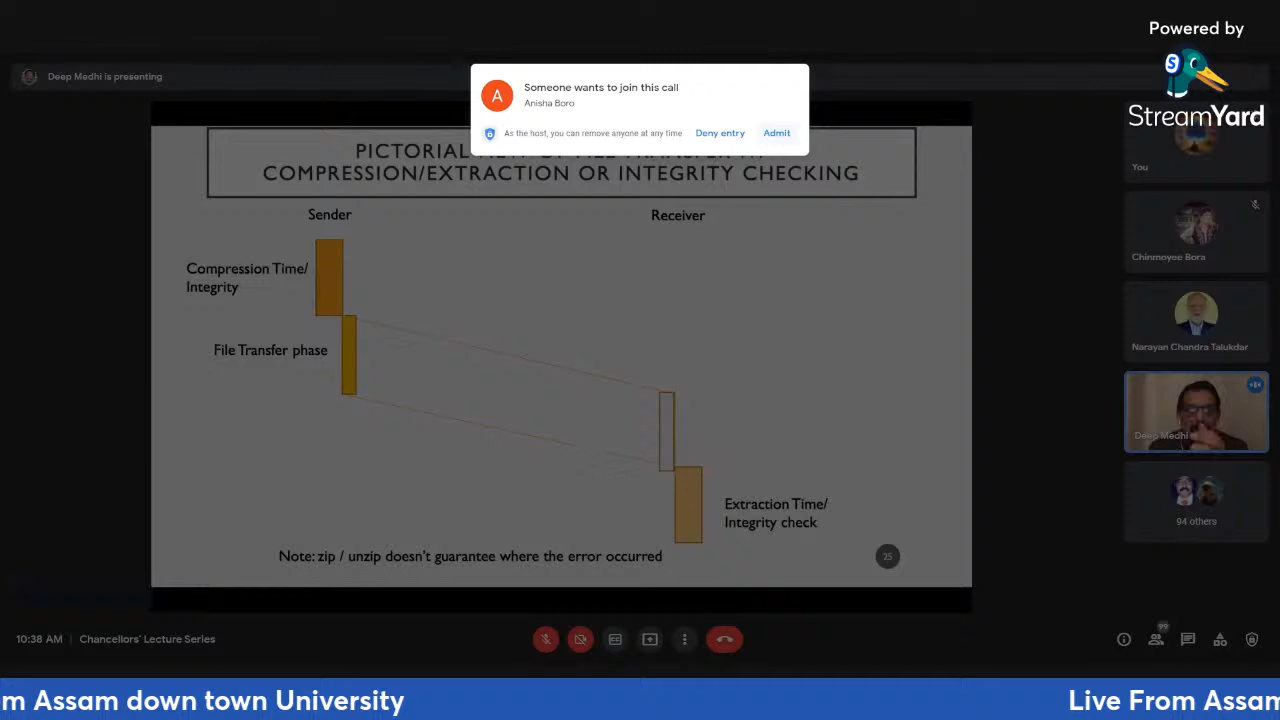 Powered by
StreamYard
Deep Medhi is presenting
Someone wants to join this call
A
Anisha Boro
As the host, you can remove anyone at any time
Deny entry
Admit
PICTORIAL
COMPRESSION/EXTRACTION OR INTEGRITY CHECKING
Sender
Receiver
Compression Time/
Integrity
File Transfer phase
Extraction Time/
Integrity check
Note: zip / unzip doesn't guarantee where the error occurred
25
You
Chinmoyee Bora
Narayan Chandra Talukdar
Deep Medhi
94 others
10:38 AM | Chancellors' Lecture Series
99
m Assam down town University
Live From Assam